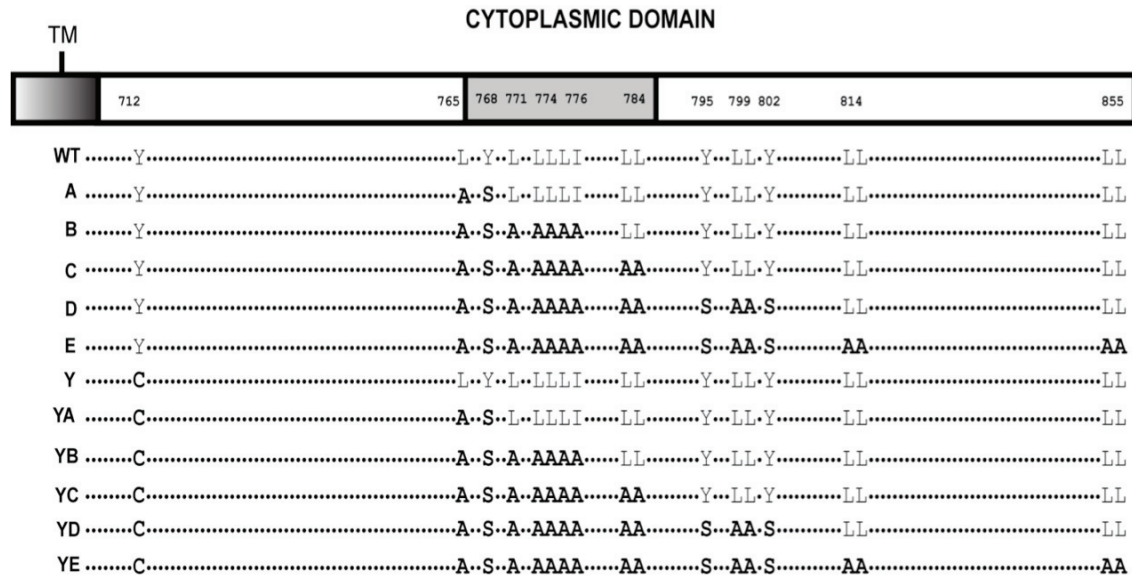 CYTOPLASMIC DOMAIN
TM
712 765 768 771 774 776 784 795 799 802 814 855
WT ........Y..................................................L..Y..L.LLLI......LL.........Y..LL.Y...........LL......................................LL
A ........Y..................................................A..S..L.LLLI......LL.........Y..LL.Y...........LL......................................LL
B ........Y..................................................A..S..A.AAAA......LL.........Y..LL.Y...........LL......................................LL
C ........Y..................................................A..S..A.AAAA......AA.........Y..LL.Y...........LL......................................LL
D ........Y..................................................A..S..A.AAAA......AA.........S..AA.S...........LL......................................LL
E ........Y..................................................A..S..A.AAAA......AA.........S..AA.S...........AA......................................AA
Y ........C..................................................L..Y..L.LLLI......LL.........Y..LL.Y...........LL......................................LL
YA ........C..................................................A..S..L.LLLI......LL.........Y..LL.Y...........LL......................................LL
YB ........C..................................................A..S..A.AAAA......LL.........Y..LL.Y...........LL......................................LL
YC ........C..................................................A..S..A.AAAA......AA.........Y..LL.Y...........LL......................................LL
YD ........C..................................................A..S..A.AAAA......AA.........S..AA.S...........LL......................................LL
YE ........C..................................................A..S..A.AAAA......AA.........S..AA.S...........AA......................................AA